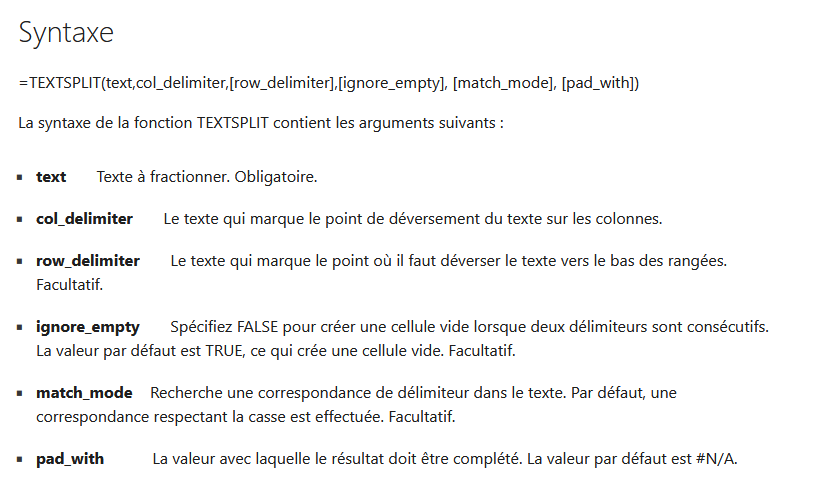 Syntaxe
=TEXTSPLIT(text,col_delimiter,[row_delimiter],[ignore_empty], [match_mode], [pad_with])
La syntaxe de la fonction TEXTSPLIT contient les arguments suivants :
▪ text Texte à fractionner. Obligatoire.
▪ col_delimiter Le texte qui marque le point de déversement du texte sur les colonnes.
▪ row_delimiter Le texte qui marque le point où il faut déverser le texte vers le bas des rangées.
Facultatif.
▪ ignore_empty Spécifiez FALSE pour créer une cellule vide lorsque deux délimiteurs sont consécutifs.
La valeur par défaut est TRUE, ce qui crée une cellule vide. Facultatif.
▪ match_mode Recherche une correspondance de délimiteur dans le texte. Par défaut, une
correspondance respectant la casse est effectuée. Facultatif.
▪ pad_with La valeur avec laquelle le résultat doit être complété. La valeur par défaut est #N/A.